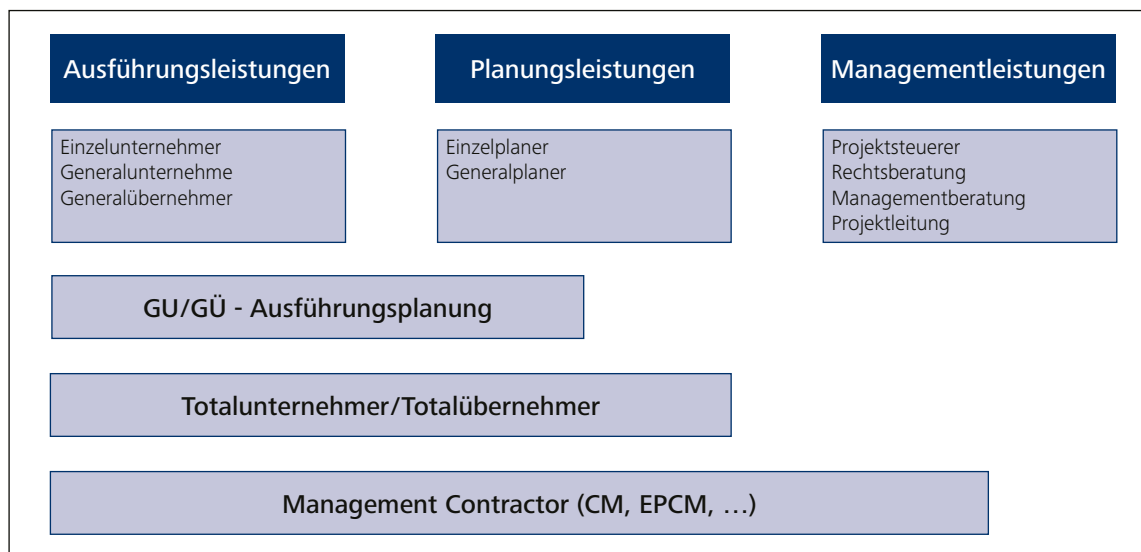 Ausführungsleistungen
Planungsleistungen
Managementleistungen
Einzelunternehmer
Generalunternehme
Generalübernehmer
Einzelplaner
Generalplaner
Projektsteuerer
Rechtsberatung
Managementberatung
Projektleitung
GU/GÜ - Ausführungsplanung
Totalunternehmer/Totalübernehmer
Management Contractor (CM, EPCM, …)